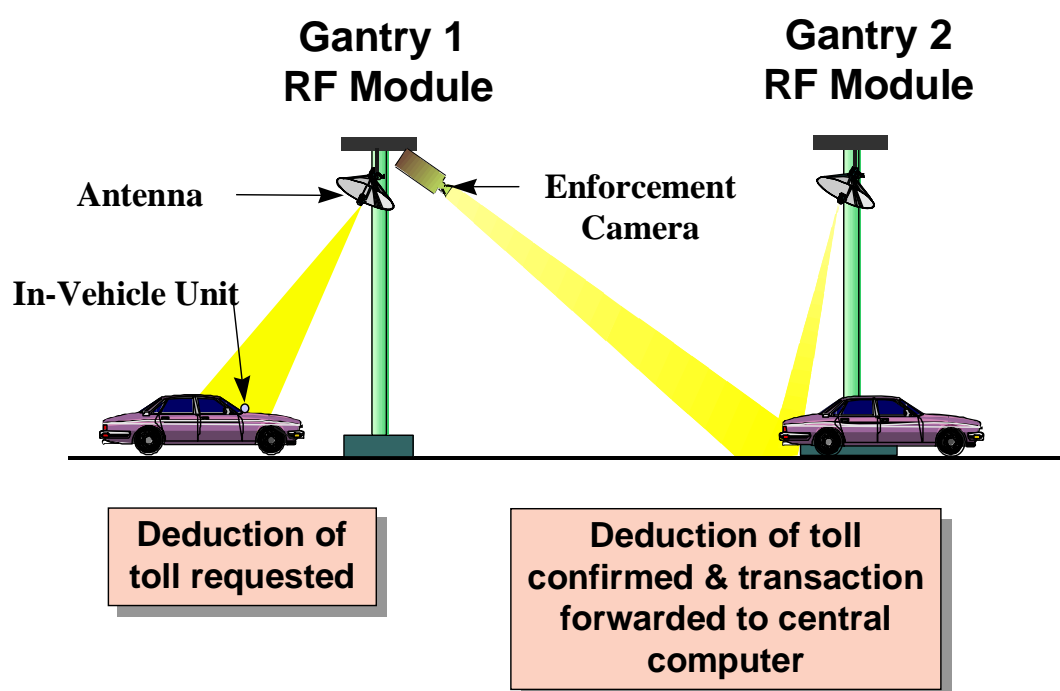 Gantry 1
RF Module
Gantry 2
RF Module
Antenna
Enforcement
Camera
In-Vehicle Unit
Deduction of
toll requested
Deduction of toll
confirmed & transaction
forwarded to central
computer